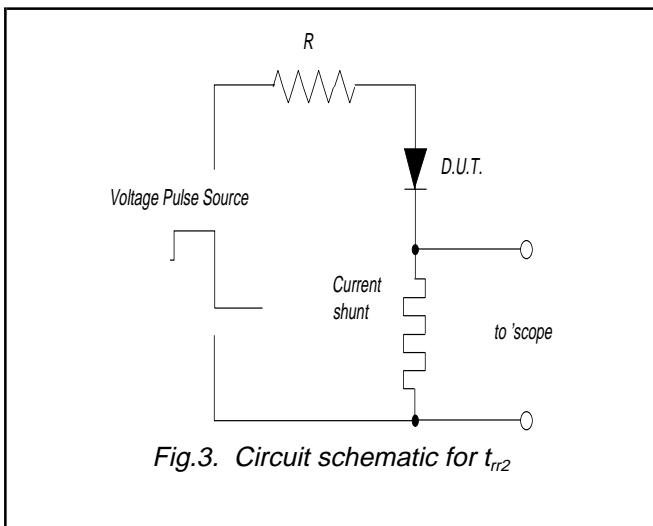 R
D.U.T.
Voltage Pulse Source
Current
shunt
to 'scope
Fig.3. Circuit schematic for trr2